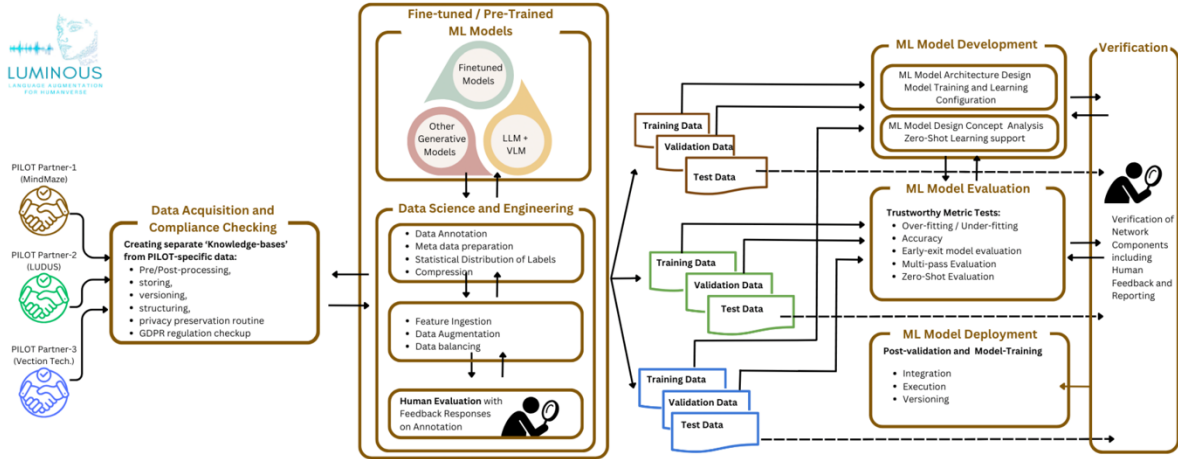 LUMINOUS
LANGUAGE AUGMENTATION
FOR HUMANVERSE
PILOT Partner-1
(MindMaze)
PILOT Partner-2
(LUDUS)
PILOT Partner-3
(Vection Tech.)
Data Acquisition and
Compliance Checking
Creating separate 'Knowledge-bases'
from PILOT-specific data:
• Pre/Post-processing,
• storing,
• versioning,
• structuring,
• privacy preservation routine
• GDPR regulation checkup
Fine-tuned / Pre-Trained
ML Models
Finetuned
Models
Other
Generative
Models
LLM +
VLM
Data Science and Engineering
• Data Annotation
• Meta data preparation
• Statistical Distribution of Labels
• Compression
• Feature Ingestion
• Data Augmentation
• Data balancing
Human Evaluation with
Feedback Responses
on Annotation
Training Data
Validation Data
Test Data
Training Data
Validation Data
Test Data
Training Data
Validation Data
Test Data
ML Model Development
ML Model Architecture Design
Model Training and Learning
Configuration
ML Model Design Concept Analysis
Zero-Shot Learning support
ML Model Evaluation
Trustworthy Metric Tests:
• Over-fitting / Under-fitting
• Accuracy
• Early-exit model evaluation
• Multi-pass Evaluation
• Zero-Shot Evaluation
ML Model Deployment
Post-validation and Model-Training
• Integration
• Execution
• Versioning
Verification
Verification of
Network
Components
including
Human
Feedback and
Reporting